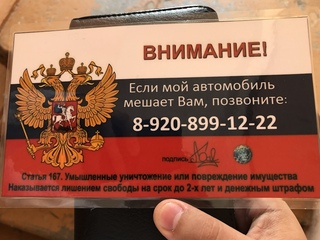 ВНИМАНИЕ!
Если мой автомобиль
мешает Вам, позвоните:
8-920-899-12-22
подпись
Статья 167. Умышленные уничтожение или повреждение имущества
Наказывается лишением свободы на срок до 2-х лет и денежным штрафом